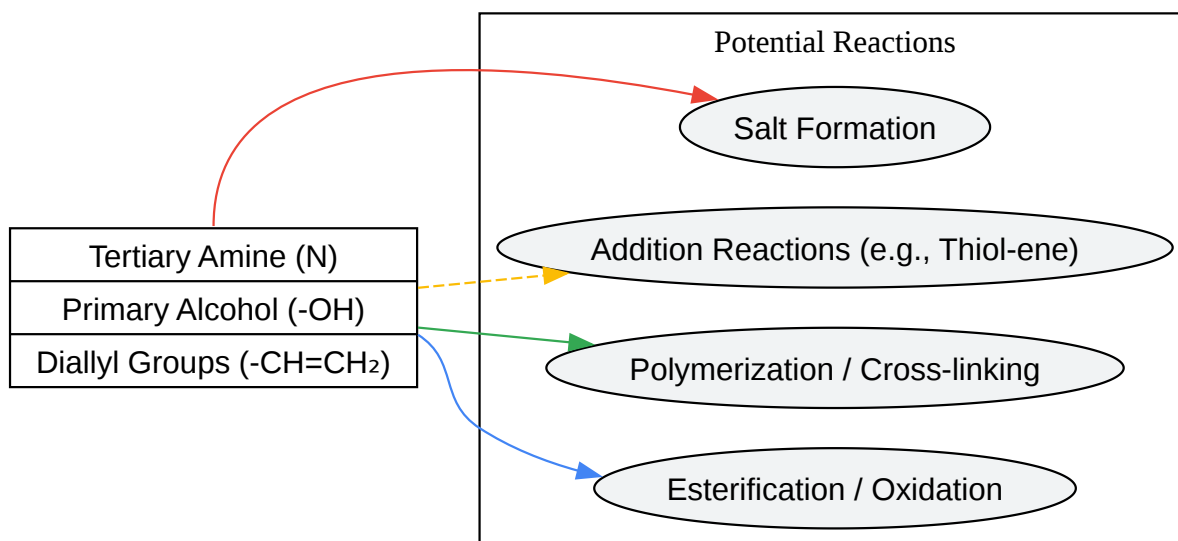 Potential Reactions
Salt Formation
Addition Reactions (e.g., Thiol-ene)
Polymerization / Cross-linking
Esterification / Oxidation
Tertiary Amine (N)
Primary Alcohol (-OH)
Diallyl Groups (-CH=CH₂)